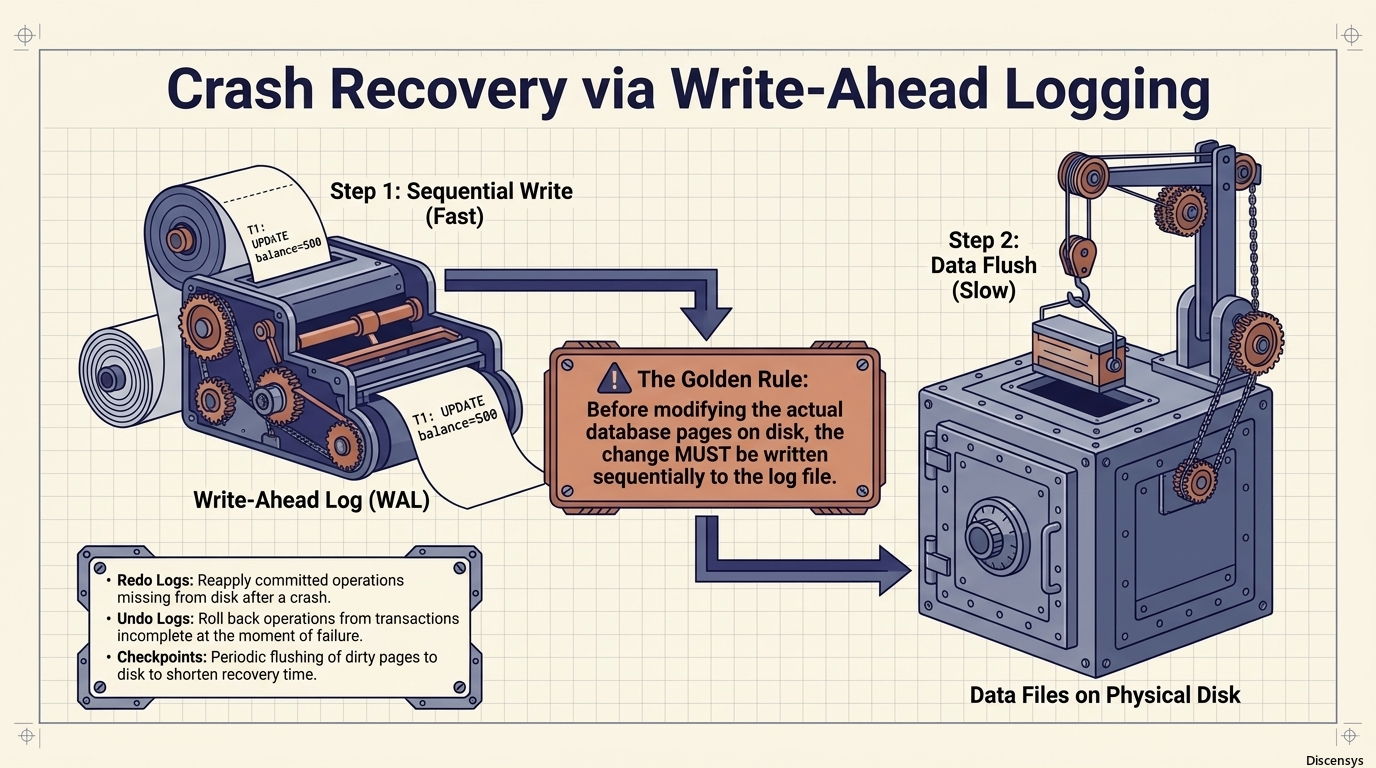 Crash Recovery via Write-Ahead Logging
T1:
UPDATE
balance=500
Step 1: Sequential Write
(Fast)
T1: UPDATE
balance=500
Write-Ahead Log (WAL)
The Golden Rule:
Before modifying the actual
database pages on disk, the
change MUST be written
sequentially to the log file.
Step 2:
Data Flush
(Slow)
Data Files on Physical Disk
• Redo Logs: Reapply committed operations
missing from disk after a crash.
• Undo Logs: Roll back operations from transactions
incomplete at the moment of failure.
• Checkpoints: Periodic flushing of dirty pages to
disk to shorten recovery time.
Discensys